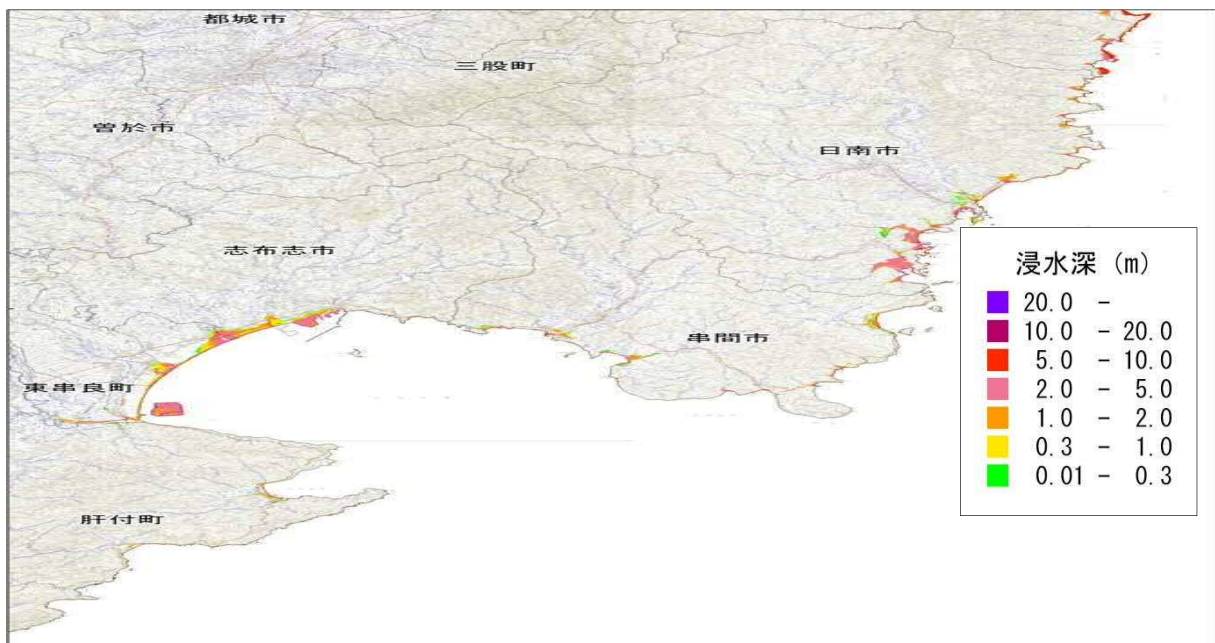 都城市
三股町
曽於市
日南市
志布志市
串間市
東串良町
肝付町
浸水深 (m)
20.0 -
10.0 - 20.0
5.0 - 10.0
2.0 - 5.0
1.0 - 2.0
0.3 - 1.0
0.01 - 0.3